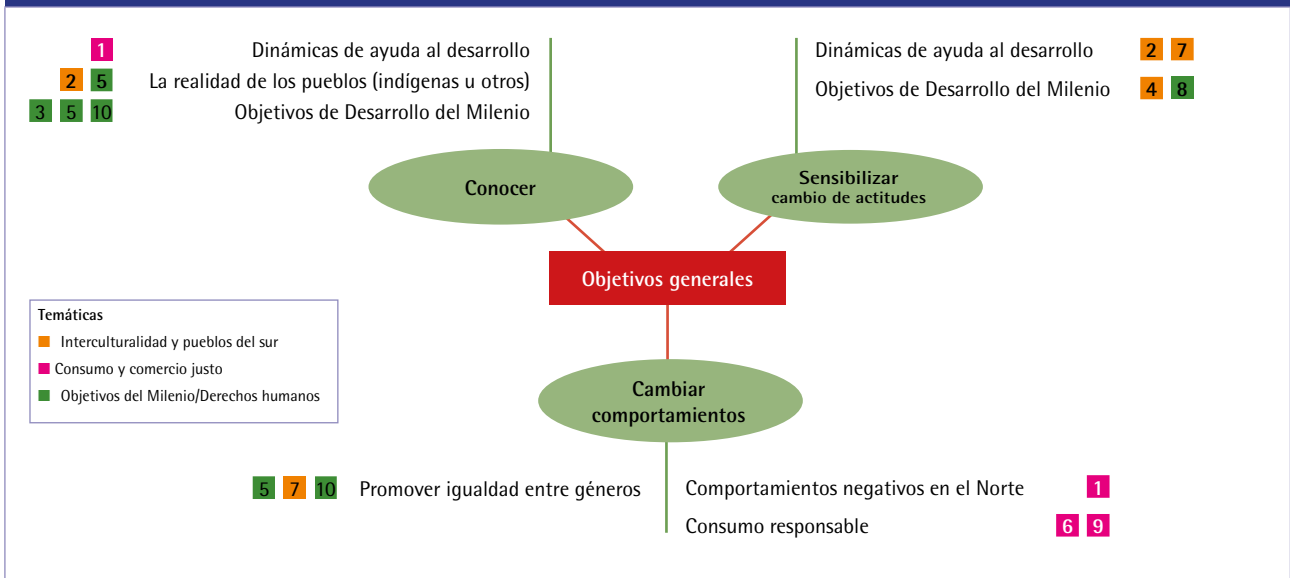 1 Dinámicas de ayuda al desarrollo
2 5 La realidad de los pueblos (indígenas u otros)
3 5 10 Objetivos de Desarrollo del Milenio
Dinámicas de ayuda al desarrollo 2 7
Objetivos de Desarrollo del Milenio 4 8
Conocer
Sensibilizar
cambio de actitudes
Objetivos generales
Temáticas
Interculturalidad y pueblos del sur
Consumo y comercio justo
Objetivos del Milenio/Derechos humanos
Cambiar
comportamientos
5 7 10 Promover igualdad entre géneros
Comportamientos negativos en el Norte 1
Consumo responsable 6 9